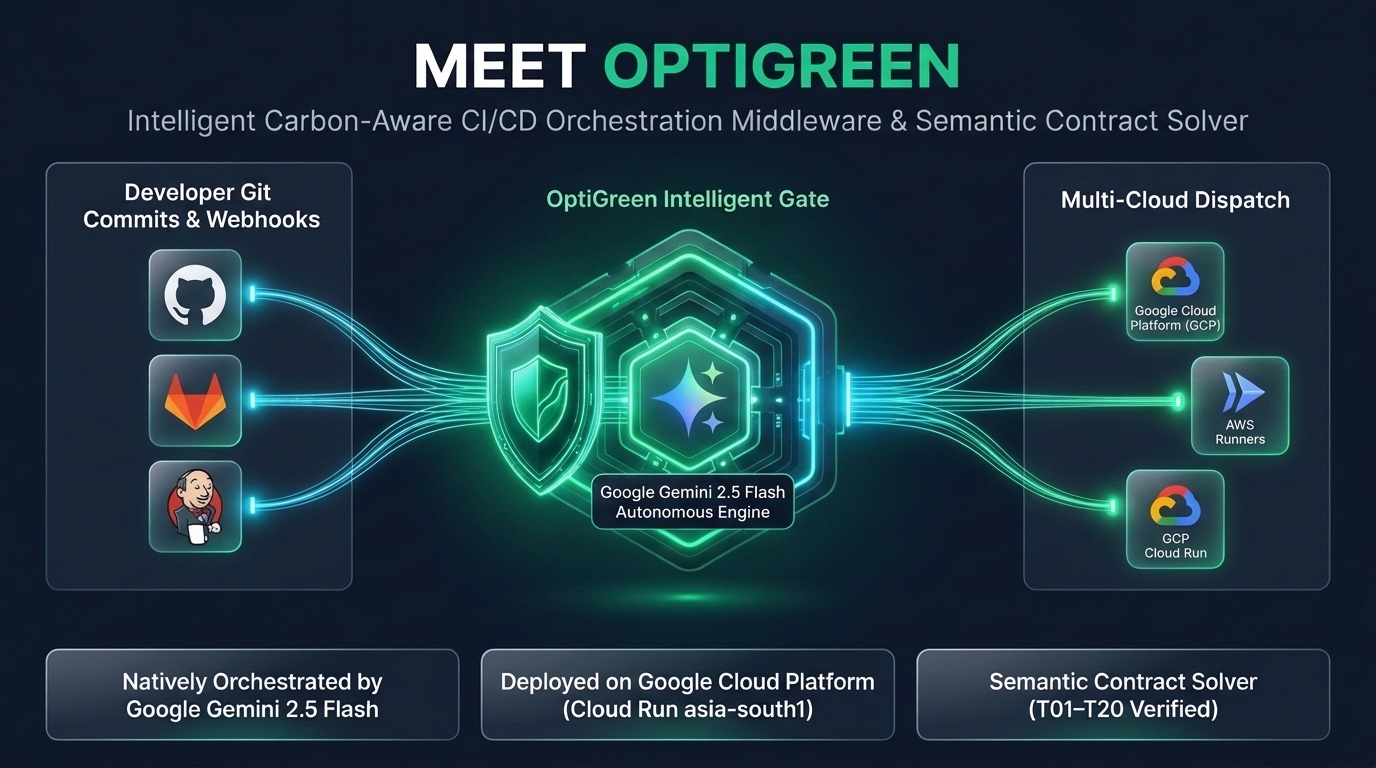 MEET OPTIGREEN
Intelligent Carbon-Aware CI/CD Orchestration Middleware & Semantic Contract Solver
Developer Git
Commits & Webhooks
OptiGreen Intelligent Gate
Google Gemini 2.5 Flash
Autonomous Engine
Multi-Cloud Dispatch
Google Cloud
Platform (GCP)
AWS
Runners
GCP
Cloud Run
Natively Orchestrated by
Google Gemini 2.5 Flash
Deployed on Google Cloud Platform
(Cloud Run asia-south1)
Semantic Contract Solver
(T01–T20 Verified)